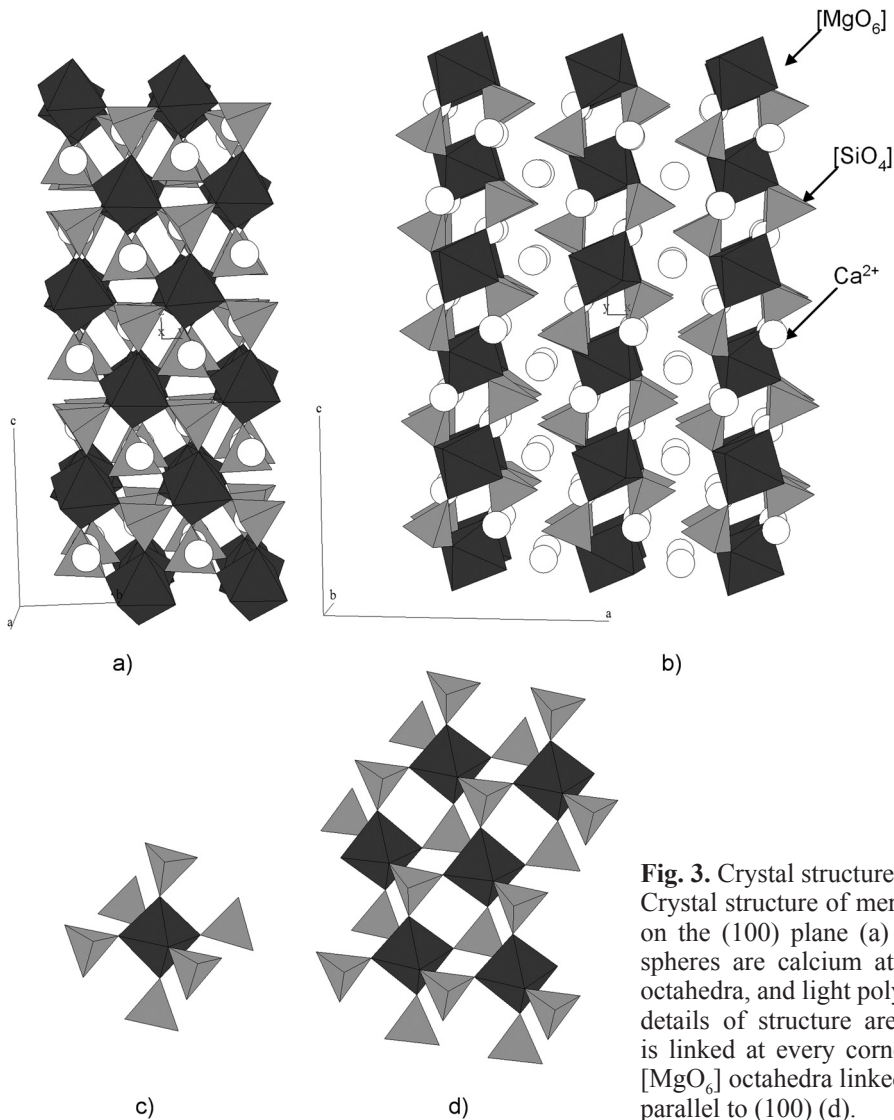 [MgO₆]
[SiO₄]
Ca²⁺
x y
y x
c
c
b
a
b
a
a)
b)
c)
d)
Fig. 3. Crystal structure
Crystal structure of mer
on the (100) plane (a)
spheres are calcium at
octahedra, and light poly
details of structure are
is linked at every corn
[MgO₆] octahedra linked
parallel to (100) (d).